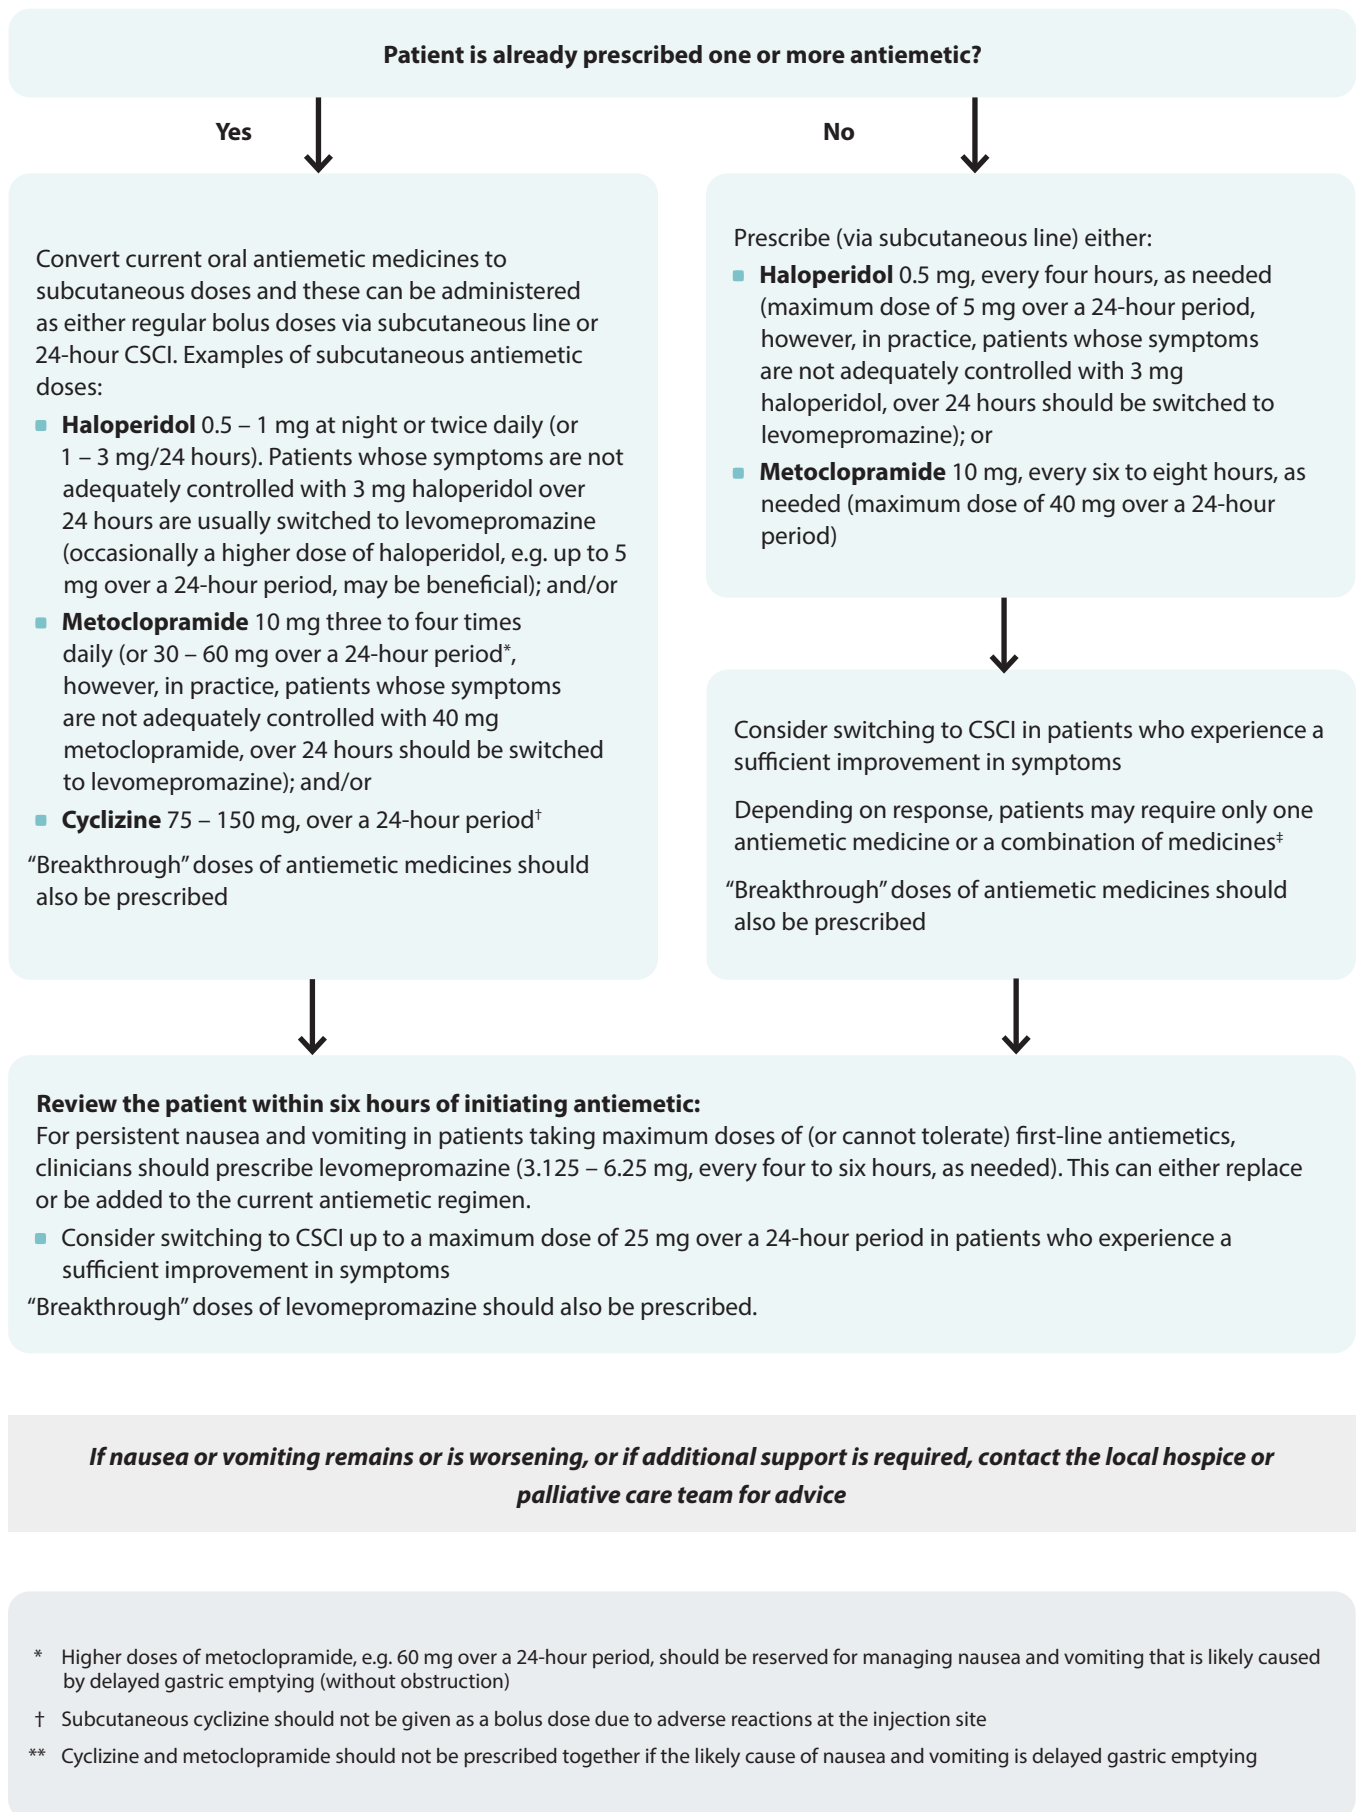 Patient is already prescribed one or more antiemetic?
Yes
No
Convert current oral antiemetic medicines to
subcutaneous doses and these can be administered
as either regular bolus doses via subcutaneous line or
24-hour CSCI. Examples of subcutaneous antiemetic
doses:
Haloperidol 0.5 – 1 mg at night or twice daily (or
1 – 3 mg/24 hours). Patients whose symptoms are not
adequately controlled with 3 mg haloperidol over
24 hours are usually switched to levomepromazine
(occasionally a higher dose of haloperidol, e.g. up to 5
mg over a 24-hour period, may be beneficial); and/or
Metoclopramide 10 mg three to four times
daily (or 30 – 60 mg over a 24-hour period*,
however, in practice, patients whose symptoms
are not adequately controlled with 40 mg
metoclopramide, over 24 hours should be switched
to levomepromazine); and/or
Cyclizine 75 – 150 mg, over a 24-hour period†
“Breakthrough” doses of antiemetic medicines should
also be prescribed
Prescribe (via subcutaneous line) either:
Haloperidol 0.5 mg, every four hours, as needed
(maximum dose of 5 mg over a 24-hour period,
however, in practice, patients whose symptoms
are not adequately controlled with 3 mg
haloperidol, over 24 hours should be switched to
levomepromazine); or
Metoclopramide 10 mg, every six to eight hours, as
needed (maximum dose of 40 mg over a 24-hour
period)
Consider switching to CSCI in patients who experience a
sufficient improvement in symptoms
Depending on response, patients may require only one
antiemetic medicine or a combination of medicines‡
“Breakthrough” doses of antiemetic medicines should
also be prescribed
Review the patient within six hours of initiating antiemetic:
For persistent nausea and vomiting in patients taking maximum doses of (or cannot tolerate) first-line antiemetics,
clinicians should prescribe levomepromazine (3.125 – 6.25 mg, every four to six hours, as needed). This can either replace
or be added to the current antiemetic regimen.
Consider switching to CSCI up to a maximum dose of 25 mg over a 24-hour period in patients who experience a
sufficient improvement in symptoms
“Breakthrough” doses of levomepromazine should also be prescribed.
If nausea or vomiting remains or is worsening, or if additional support is required, contact the local hospice or
palliative care team for advice
* Higher doses of metoclopramide, e.g. 60 mg over a 24-hour period, should be reserved for managing nausea and vomiting that is likely caused
by delayed gastric emptying (without obstruction)
† Subcutaneous cyclizine should not be given as a bolus dose due to adverse reactions at the injection site
** Cyclizine and metoclopramide should not be prescribed together if the likely cause of nausea and vomiting is delayed gastric emptying